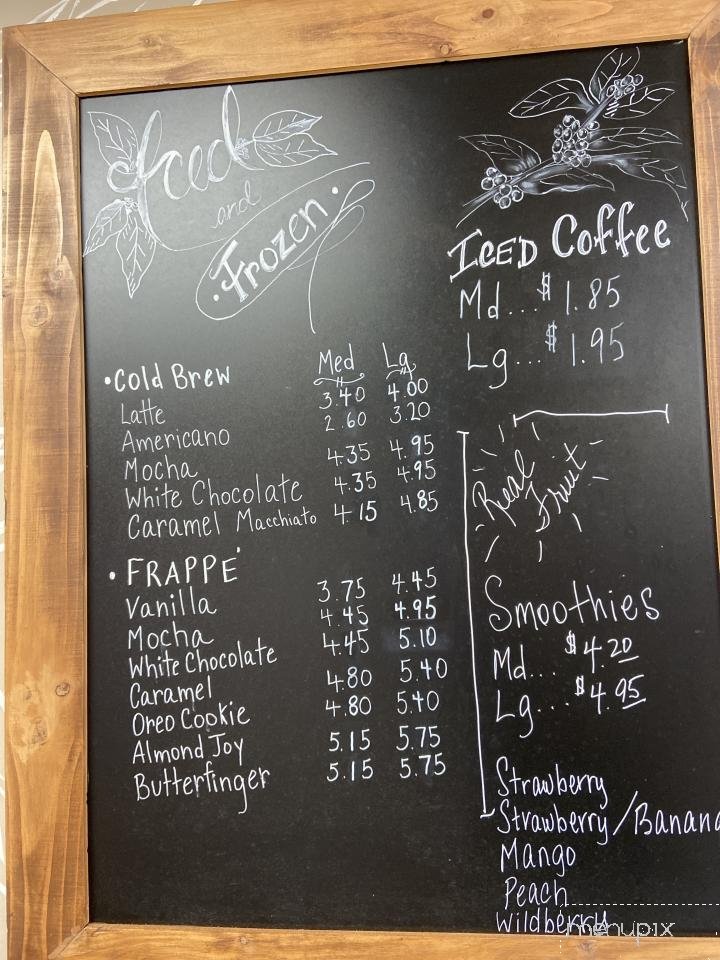 Iced
and
Frozen
• Cold Brew Med Lg
Latte 3.40 4.00
Americano 2.60 3.20
Mocha 4.35 4.95
White Chocolate 4.35 4.95
Caramel Macchiato 4.15 4.85
• FRAPPE'
Vanilla 3.75 4.45
Mocha 4.45 4.95
White Chocolate 4.45 5.10
Caramel 4.80 5.40
Oreo Cookie 4.80 5.40
Almond Joy 5.15 5.75
Butterfinger 5.15 5.75
ICED Coffee
Md... $1.85
Lg... $1.95
Real
Fruit
Smoothies
Md... $4.20
Lg... $4.95
Strawberry
Strawberry/Banana
Mango
Peach
Wildberry
menupix